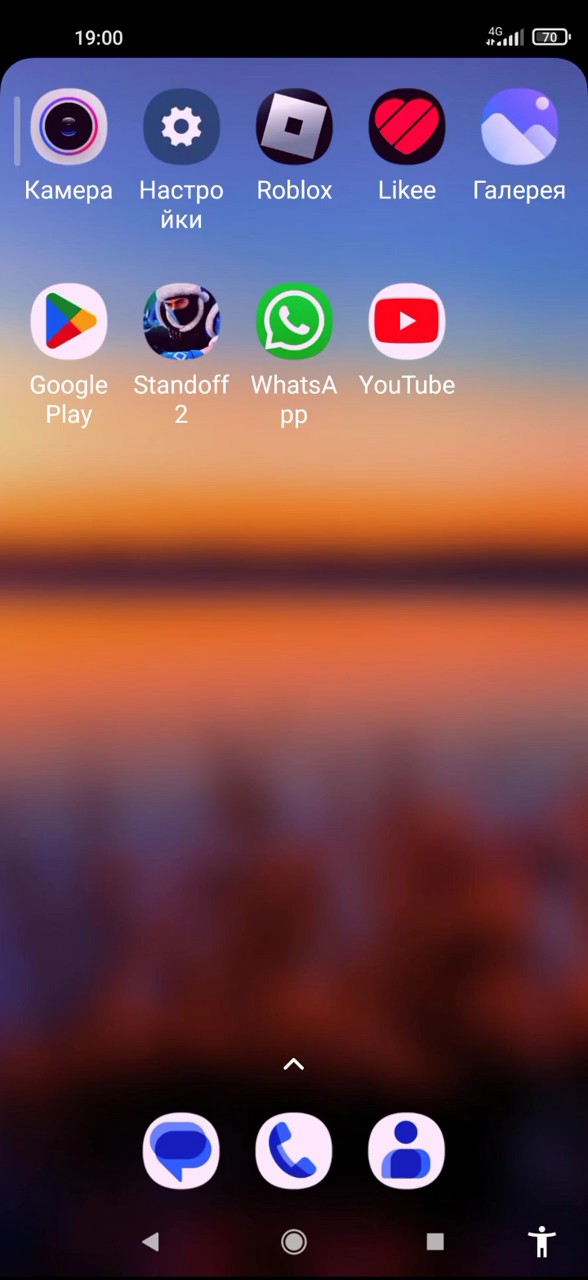 19:00
4G
70
Камера
Настро
йки
Roblox
Likee
Галерея
Google
Play
Standoff
2
WhatsA
pp
YouTube